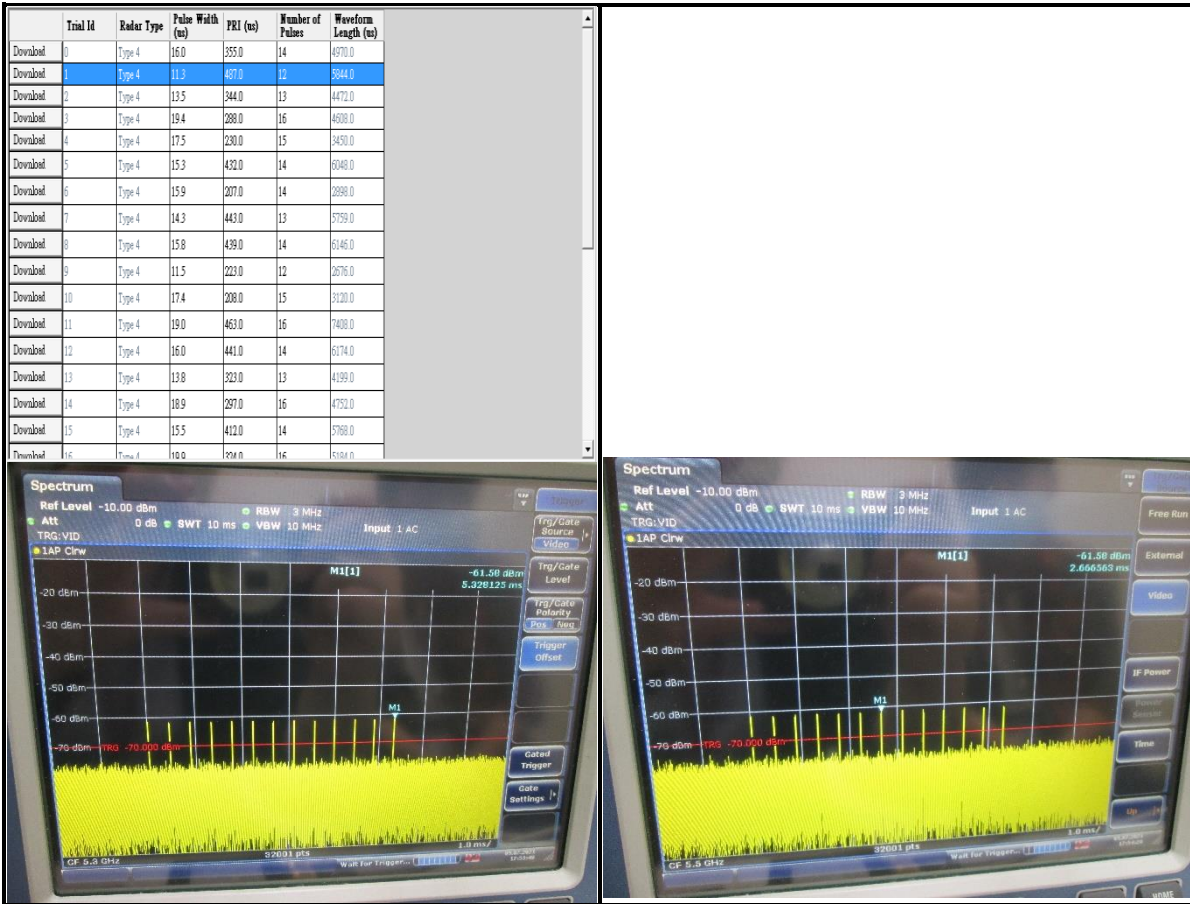 Trial Id Radar Type Pulse Width (us) PRI (us) Number of Pulses Waveform Length (us)
Download 0 Type 4 16.0 355.0 14 4970.0
Download 1 Type 4 11.3 487.0 12 5844.0
Download 2 Type 4 13.5 344.0 13 4472.0
Download 3 Type 4 19.4 288.0 16 4608.0
Download 4 Type 4 17.5 230.0 15 3450.0
Download 5 Type 4 15.3 432.0 14 6048.0
Download 6 Type 4 15.9 207.0 14 2898.0
Download 7 Type 4 14.3 443.0 13 5759.0
Download 8 Type 4 15.8 439.0 14 6146.0
Download 9 Type 4 11.5 223.0 12 2676.0
Download 10 Type 4 17.4 208.0 15 3120.0
Download 11 Type 4 19.0 463.0 16 7408.0
Download 12 Type 4 16.0 441.0 14 6174.0
Download 13 Type 4 13.8 323.0 13 4199.0
Download 14 Type 4 18.9 297.0 16 4752.0
Download 15 Type 4 15.5 412.0 14 5768.0
Download 16 Type 4 19.9 324.0 16 5184.0
Spectrum
Ref Level -10.00 dBm RBW 3 MHz
Att 0 dB SWT 10 ms VBW 10 MHz Input 1 AC
TRG:VID
1AP Clrw
M1[1] -61.58 dBm
5.328125 ms
-20 dBm
-30 dBm
-40 dBm
-50 dBm
-60 dBm
-70 dBm
TRG -70.000 dBm
M1
CF 5.3 GHz 32001 pts 1.0 ms/
Wait for Trigger...
Trigger
Trg/Gate Source
Video
Trg/Gate Level
Trg/Gate Polarity
Pos Neg
Trigger Offset
Gated Trigger
Gate Settings
Spectrum
Ref Level -10.00 dBm RBW 3 MHz
Att 0 dB SWT 10 ms VBW 10 MHz Input 1 AC
TRG:VID
1AP Clrw
M1[1] -61.58 dBm
2.666563 ms
-20 dBm
-30 dBm
-40 dBm
-50 dBm
-60 dBm
-70 dBm
TRG -70.000 dBm
M1
CF 5.5 GHz 32001 pts 1.0 ms/
Wait for Trigger...
Free Run
External
Video
IF Power
Power Sensor
Time
Up
HOME